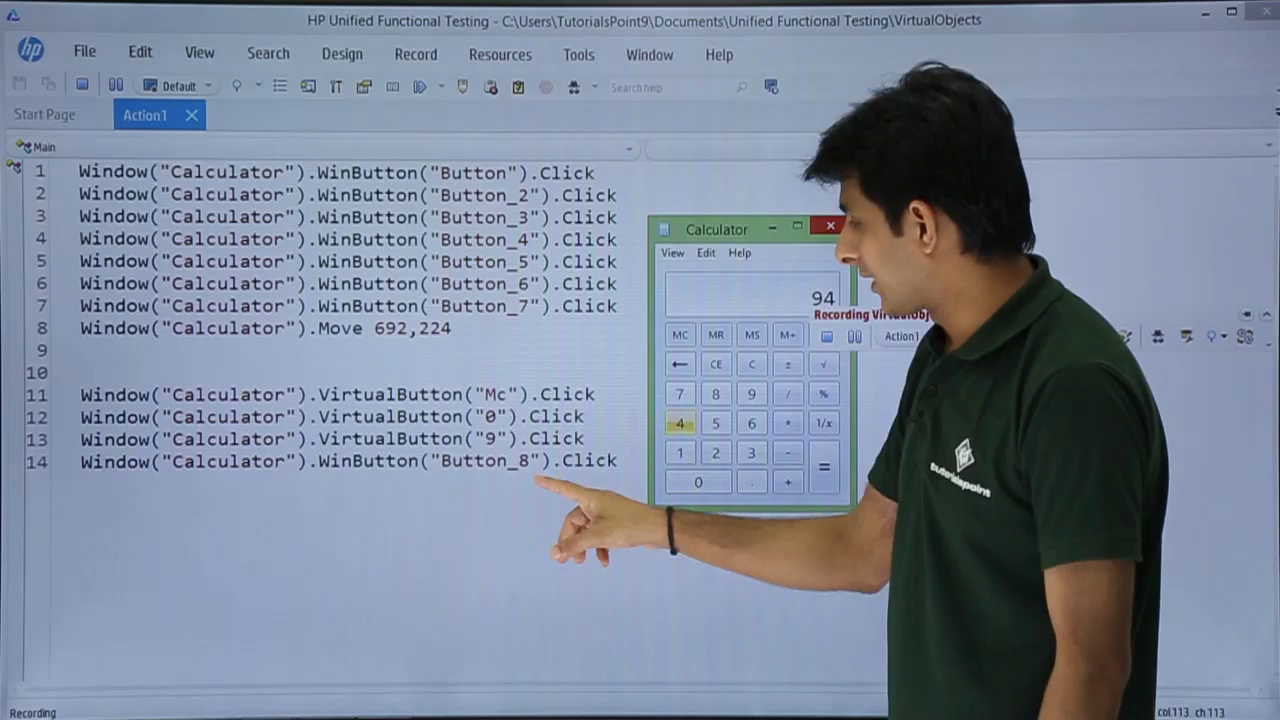 HP Unified Functional Testing - C:\Users\TutorialsPoint9\Documents\Unified Functional Testing\VirtualObjects
hp File Edit View Search Design Record Resources Tools Window Help
Default Search help
Start Page Action1
Main
1 Window("Calculator").WinButton("Button").Click
2 Window("Calculator").WinButton("Button_2").Click
3 Window("Calculator").WinButton("Button_3").Click
4 Window("Calculator").WinButton("Button_4").Click
5 Window("Calculator").WinButton("Button_5").Click
6 Window("Calculator").WinButton("Button_6").Click
7 Window("Calculator").WinButton("Button_7").Click
8 Window("Calculator").Move 692,224
9
10
11 Window("Calculator").VirtualButton("Mc").Click
12 Window("Calculator").VirtualButton("0").Click
13 Window("Calculator").VirtualButton("9").Click
14 Window("Calculator").WinButton("Button_8").Click
Calculator
View Edit Help
94
Recording
Action1
MC MR MS M+
← CE C ± √
7 8 9 / %
4 5 6 * 1/x
1 2 3 - =
0 . +
tutorialspoint
Recording
col 113 ch 113